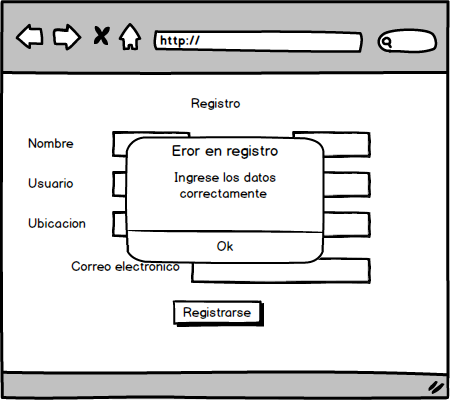 http://
Registro
Nombre
Eror en registro
Ingrese los datos
correctamente
Usuario
Ubicacion
Ok
Correo electronico
Registrarse